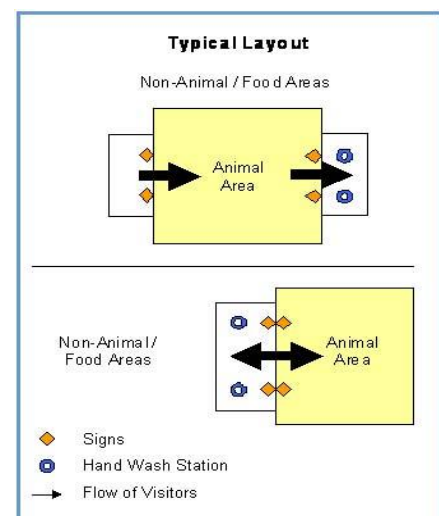 Typical Layout
Non-Animal / Food Areas
Animal
Area
Non-Animal /
Food Areas
Animal
Area
Signs
Hand Wash Station
Flow of Visitors